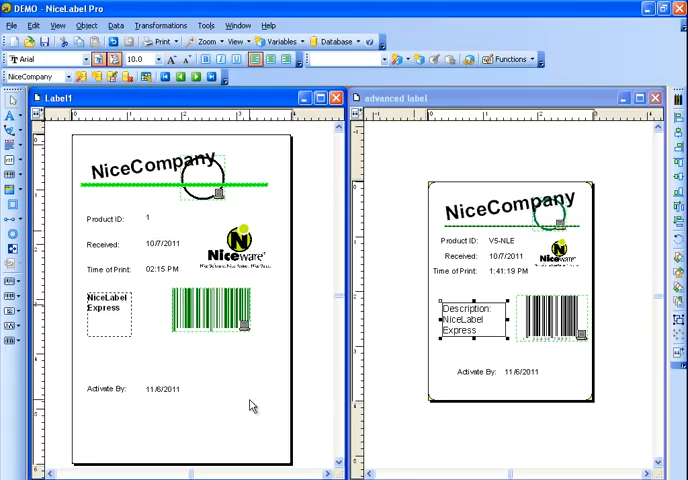 DEMO - NiceLabel Pro
File Edit View Object Data Transformations Tools Window Help
Print Zoom View Variables Database
Arial 10.0 B I U Functions
NiceCompany
Label1
advanced label
NiceCompany
Product ID: 1
Received: 10/7/2011
Time of Print: 02:15 PM
Niceware
NiceLabel
Express
Activate By: 11/6/2011
NiceCompany
Product ID: V5-NLE
Received: 10/7/2011
Time of Print: 1:41:19 PM
Niceware
Description:
NiceLabel
Express
Activate By: 11/6/2011